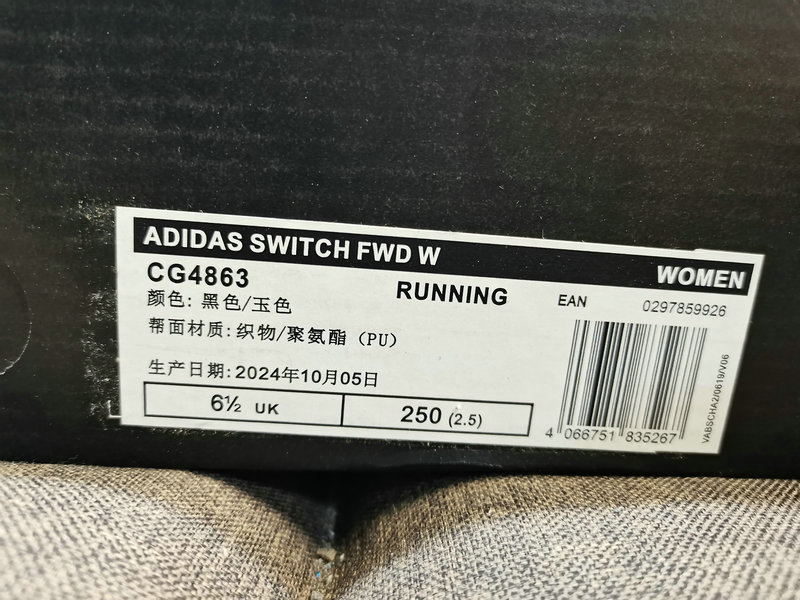 ADIDAS SWITCH FWD W
WOMEN
CG4863
RUNNING
EAN
0297859926
颜色: 黑色/玉色
帮面材质: 织物/聚氨酯（PU）
生产日期: 2024年10月05日
6½ UK
250 (2.5)
4 066751 835267
VABSCHA2/0619/V06